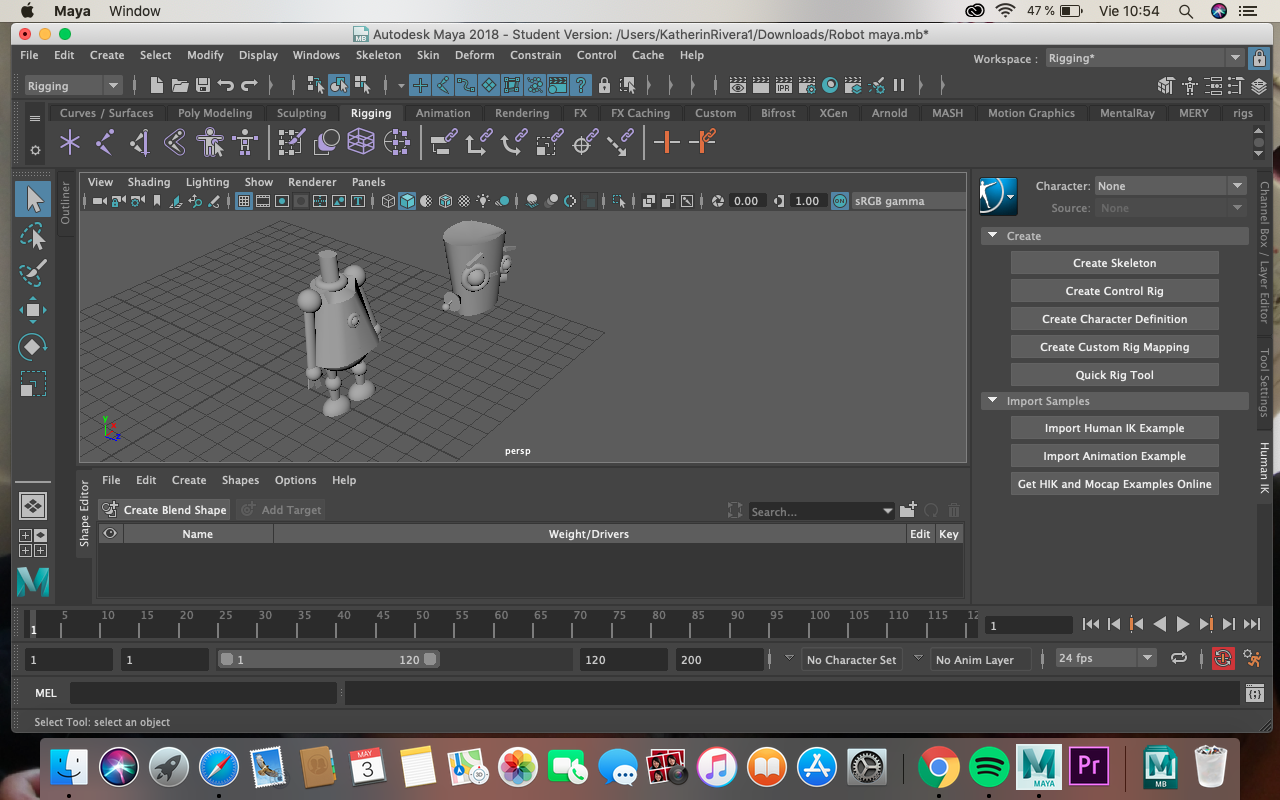 Maya Window 47 % Vie 10:54
Autodesk Maya 2018 - Student Version: /Users/KatherinRivera1/Downloads/Robot maya.mb*
MB
File Edit Create Select Modify Display Windows Skeleton Skin Deform Constrain Control Cache Help Workspace : Rigging*
Rigging IPR
Curves / Surfaces Poly Modeling Sculpting Rigging Animation Rendering FX FX Caching Custom Bifrost XGen Arnold MASH Motion Graphics MentalRay MERY rigs
Outliner
View Shading Lighting Show Renderer Panels
0.00 1.00 ON sRGB gamma
persp
y
z
Character: None
Source: None
Create
Create Skeleton
Create Control Rig
Create Character Definition
Create Custom Rig Mapping
Quick Rig Tool
Import Samples
Import Human IK Example
Import Animation Example
Get HIK and Mocap Examples Online
Channel Box / Layer Editor
Tool Settings
Human IK
Shape Editor
File Edit Create Shapes Options Help
Create Blend Shape Add Target Search...
Name Weight/Drivers Edit Key
5 10 15 20 25 30 35 40 45 50 55 60 65 70 75 80 85 90 95 100 105 110 115 12
1 1
1 1 1 120 120 200 No Character Set No Anim Layer 24 fps
MEL
Select Tool: select an object
MAY
3
3D
MAYA
Pr
MB